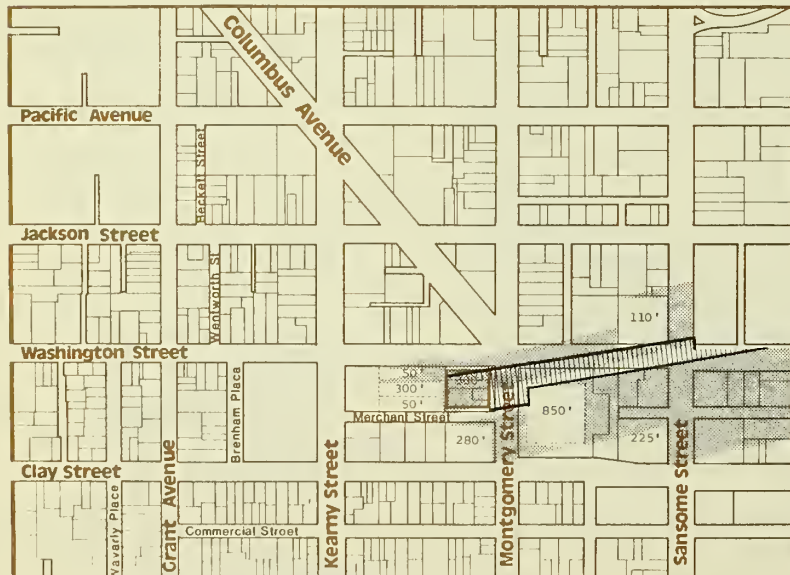 Columbus Avenue
Pacific Avenue
Beckett Street
Jackson Street
Wentworth St
110'
Washington Street
50'
300'
300'
50'
Merchant Street
850'
280'
225'
Brenham Place
Clay Street
Grant Avenue
Kearny Street
Montgomery Street
Sansome Street
Waverly Place
Commercial Street